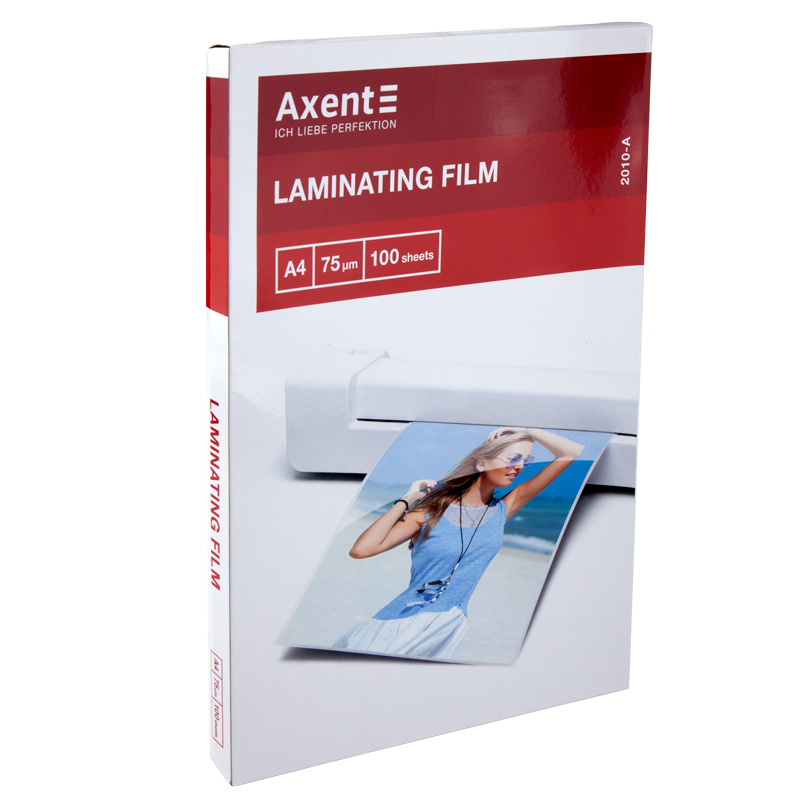 Axent
ICH LIEBE PERFEKTION
LAMINATING FILM
2010-A
A4 75 µm 100 sheets
LAMINATING FILM
A4 75 µm 100 sheets